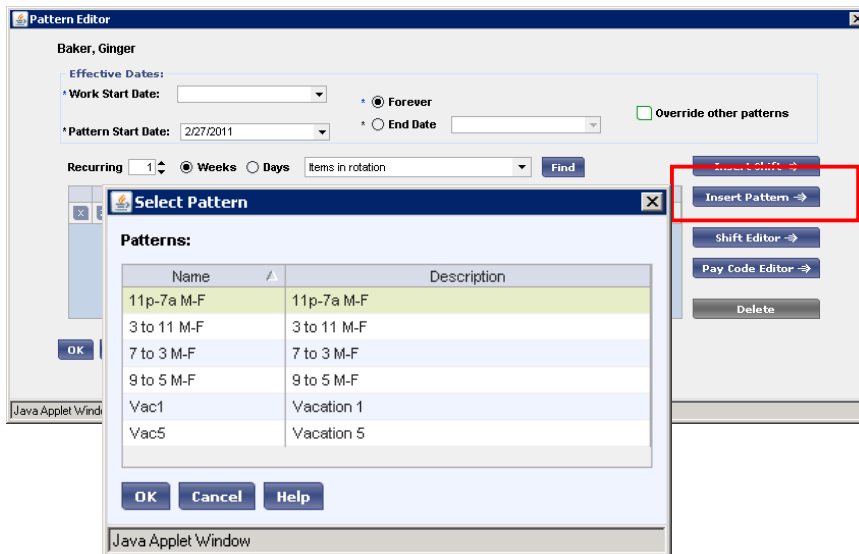 Pattern Editor
Baker, Ginger
Effective Dates:
* Work Start Date:
* Forever
Override other patterns
* Pattern Start Date: 2/27/2011
* End Date
Recurring 1 Weeks Days Items in rotation Find
Insert Shift
Insert Pattern
Shift Editor
Pay Code Editor
Delete
OK
Java Applet Wind
Select Pattern
Patterns:
Name Description
11p-7a M-F 11p-7a M-F
3 to 11 M-F 3 to 11 M-F
7 to 3 M-F 7 to 3 M-F
9 to 5 M-F 9 to 5 M-F
Vac1 Vacation 1
Vac5 Vacation 5
OK Cancel Help
Java Applet Window